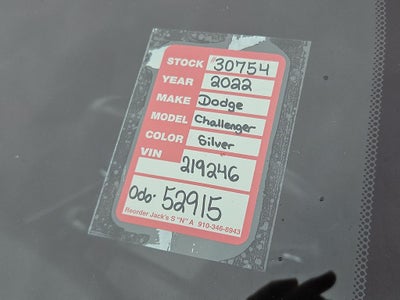 STOCK 30754
YEAR 2022
MAKE Dodge
MODEL Challenger
COLOR Silver
VIN 219246
Odo: 52915
Reorder Jack's S "N" A 910-346-6943